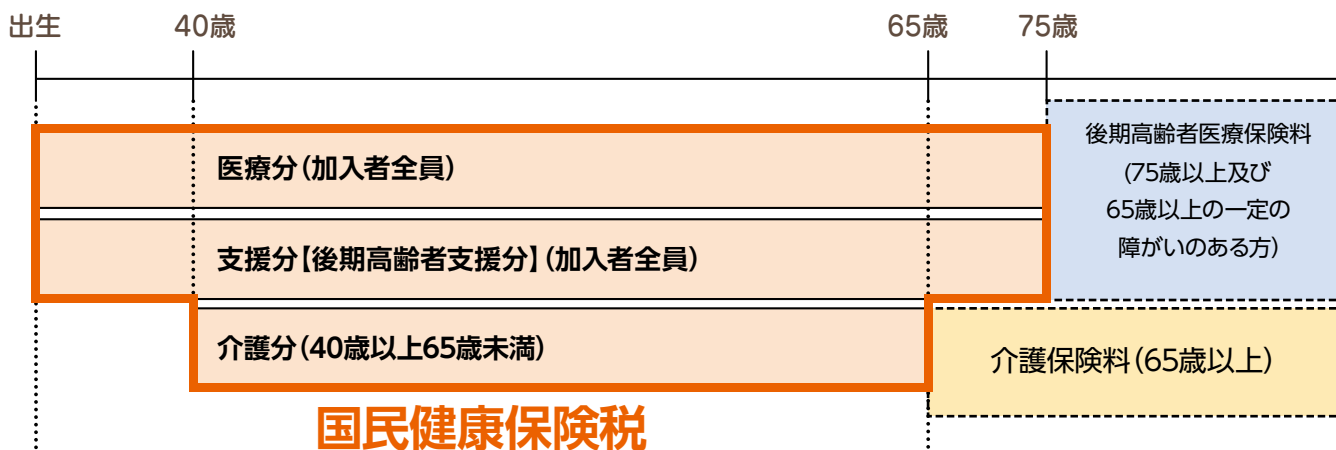 出生
40歳
65歳
75歳
医療分(加入者全員)
支援分【後期高齢者支援分】(加入者全員)
介護分(40歳以上65歳未満)
後期高齢者医療保険料
(75歳以上及び
65歳以上の一定の
障がいのある方)
介護保険料(65歳以上)
国民健康保険税